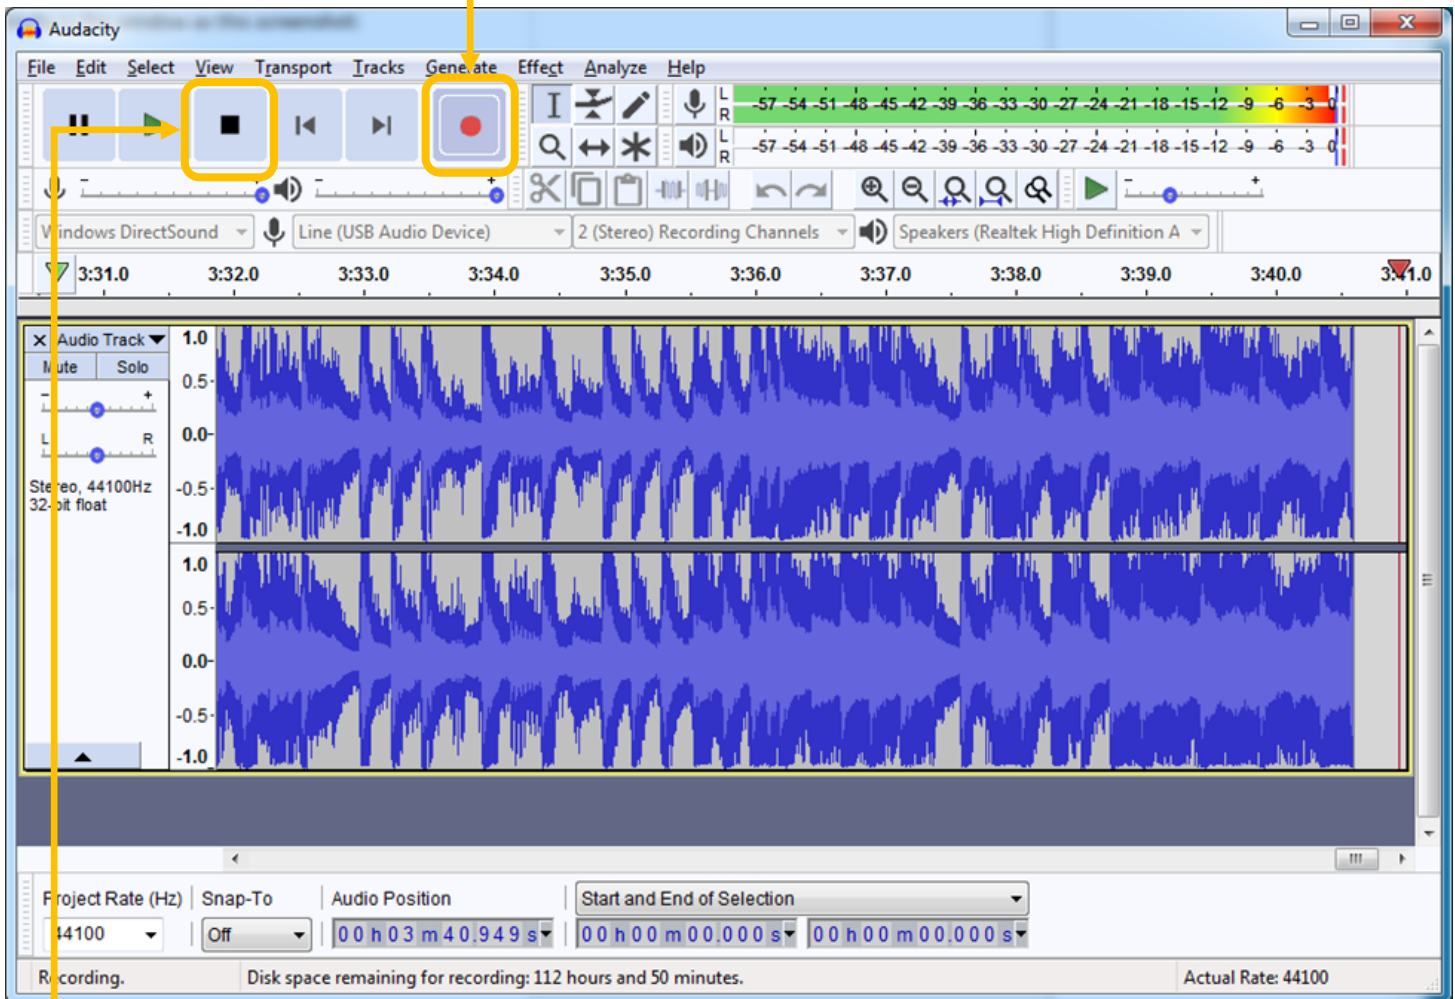 window as this screenshot:
Audacity
File Edit Select View Transport Tracks Generate Effect Analyze Help
L R -57 -54 -51 -48 -45 -42 -39 -36 -33 -30 -27 -24 -21 -18 -15 -12 -9 -6 -3 0
L R -57 -54 -51 -48 -45 -42 -39 -36 -33 -30 -27 -24 -21 -18 -15 -12 -9 -6 -3 0
- + - + - +
Windows DirectSound Line (USB Audio Device) 2 (Stereo) Recording Channels Speakers (Realtek High Definition A
3:31.0 3:32.0 3:33.0 3:34.0 3:35.0 3:36.0 3:37.0 3:38.0 3:39.0 3:40.0 3:41.0
X Audio Track 1.0
Mute Solo
0.5-
- +
L R
0.0-
Stereo, 44100Hz
32-bit float
-0.5-
-1.0
1.0
0.5-
0.0-
-0.5-
-1.0
Project Rate (Hz) Snap-To Audio Position Start and End of Selection
44100 Off 00 h 03 m 40.949 s 00 h 00 m 00.000 s 00 h 00 m 00.000 s
Recording. Disk space remaining for recording: 112 hours and 50 minutes. Actual Rate: 44100